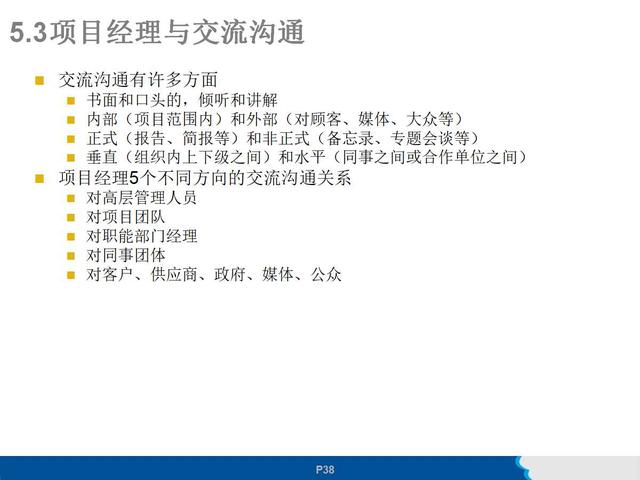 5.3项目经理与交流沟通
交流沟通有许多方面
书面和口头的，倾听和讲解
内部（项目范围内）和外部（对顾客、媒体、大众等）
正式（报告、简报等）和非正式（备忘录、专题会谈等）
垂直（组织内上下级之间）和水平（同事之间或合作单位之间）
项目经理5个不同方向的交流沟通关系
对高层管理人员
对项目团队
对职能部门经理
对同事团体
对客户、供应商、政府、媒体、公众
P38